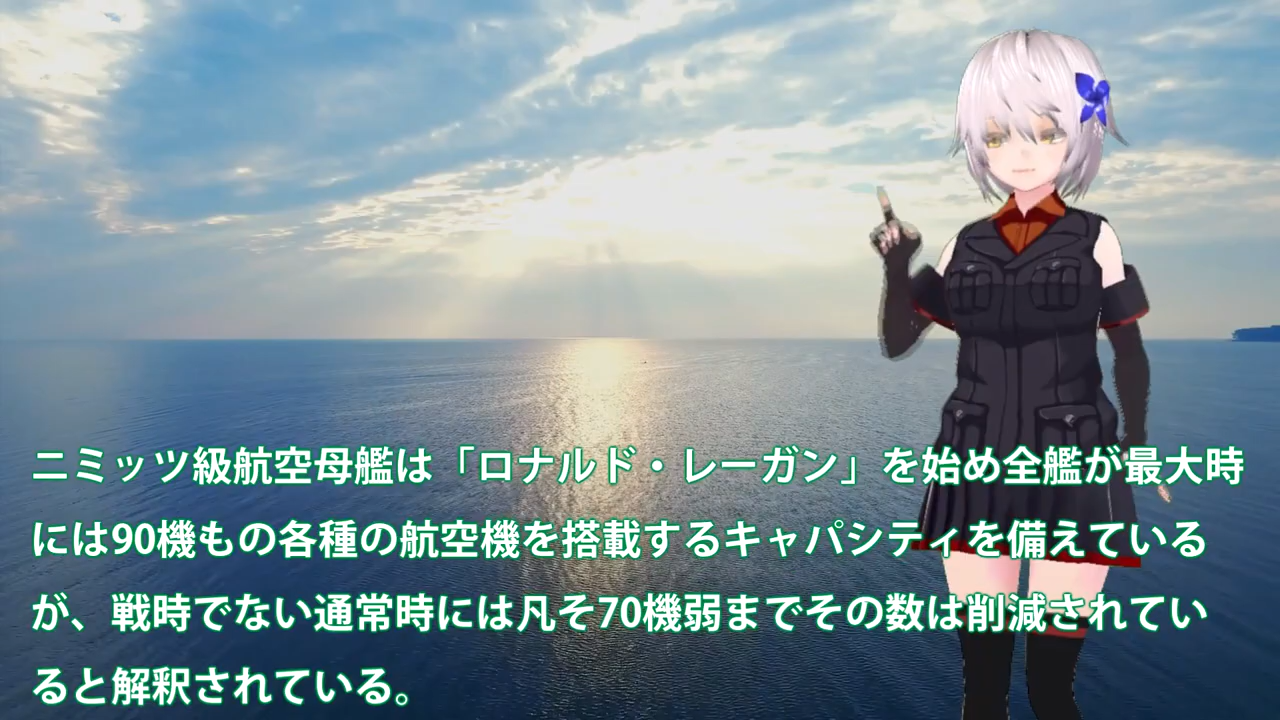 ニミッツ級航空母艦は「ロナルド・レーガン」を始め全艦が最大時
には90機もの各種の航空機を搭載するキャパシティを備えている
が、戦時でない通常時には凡そ70機弱までその数は削減されてい
ると解釈されている。